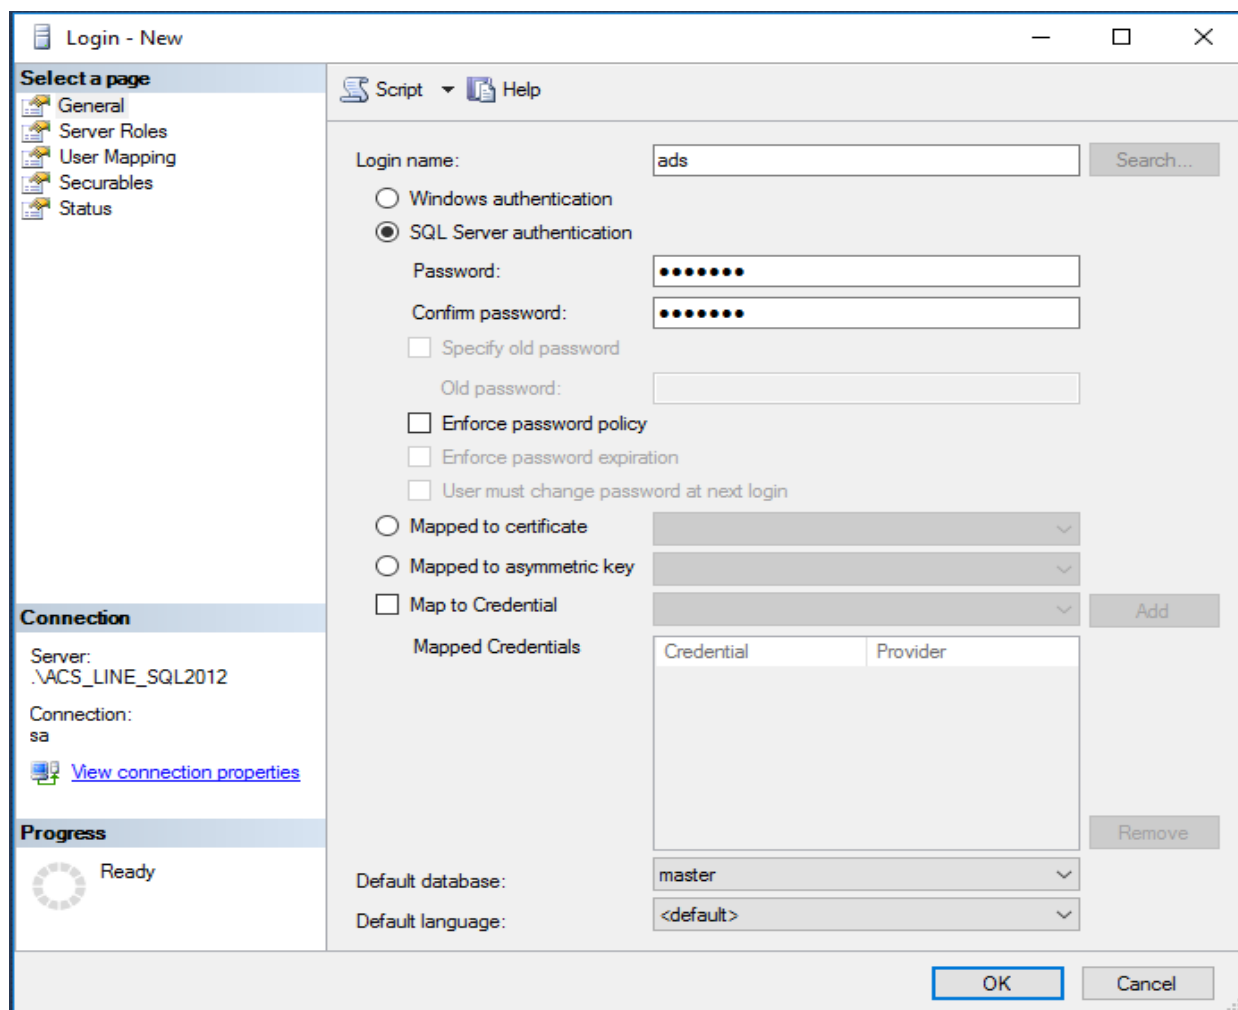 Login - New
Select a page
General
Server Roles
User Mapping
Securables
Status
Connection
Server:
.\ACS_LINE_SQL2012
Connection:
sa
View connection properties
Progress
Ready
Script Help
Login name: ads Search...
Windows authentication
SQL Server authentication
Password: ●●●●●●●
Confirm password: ●●●●●●●
Specify old password
Old password:
Enforce password policy
Enforce password expiration
User must change password at next login
Mapped to certificate
Mapped to asymmetric key
Map to Credential Add
Mapped Credentials Credential Provider
Remove
Default database: master
Default language: <default>
OK Cancel